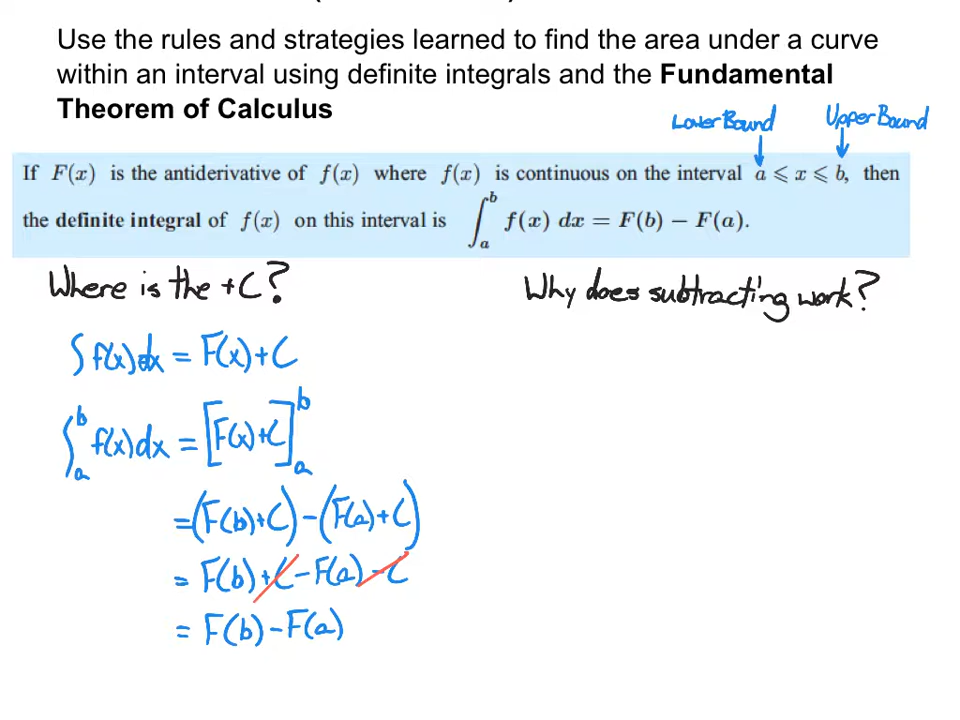 Use the rules and strategies learned to find the area under a curve
within an interval using definite integrals and the Fundamental
Theorem of Calculus
Lower Bound
Upper Bound
If F(x) is the antiderivative of f(x) where f(x) is continuous on the interval a ⩽ x ⩽ b, then
the definite integral of f(x) on this interval is ∫_a^b f(x) dx = F(b) − F(a).
Where is the +C?
Why does subtracting work?
∫ f(x) dx = F(x)+C
∫_a^b f(x) dx = [F(x)+C]_a^b
=(F(b)+C)-(F(a)+C)
= F(b)+C-F(a)-C
= F(b)-F(a)